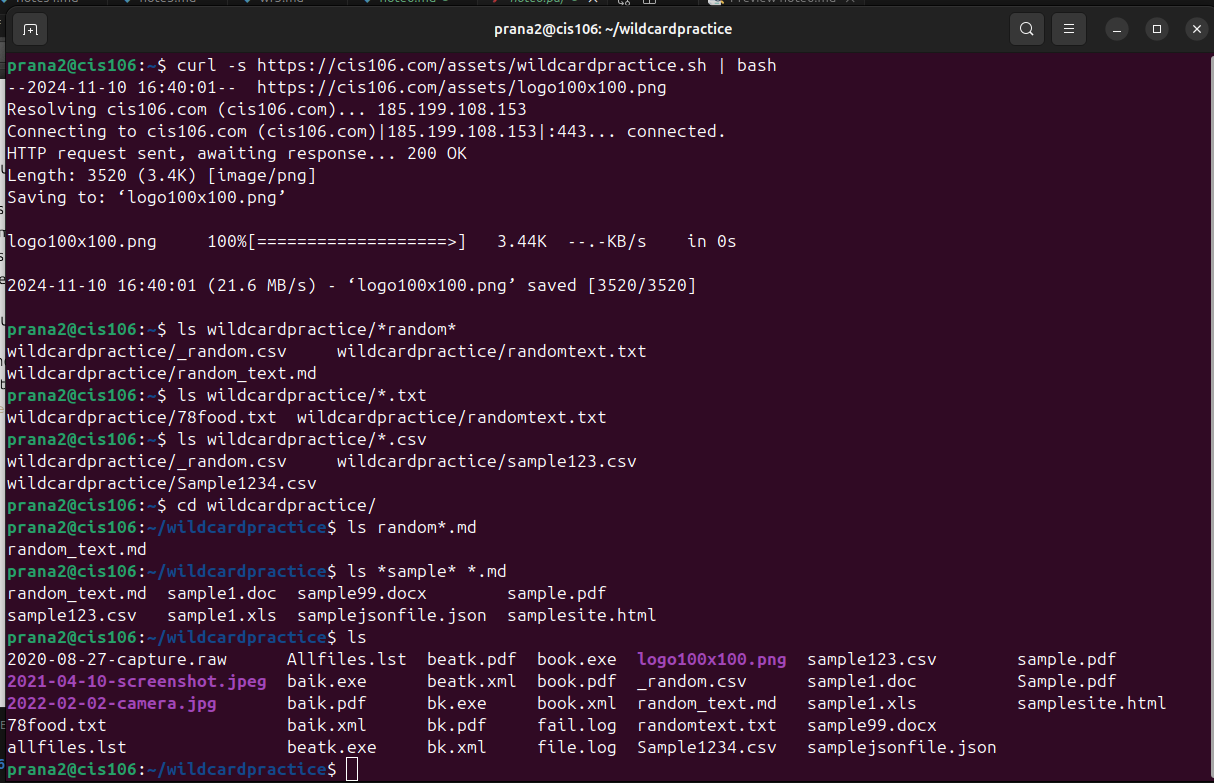 prana2@cis106: ~/wildcardpractice
prana2@cis106:~$ curl -s https://cis106.com/assets/wildcardpractice.sh | bash
--2024-11-10 16:40:01--  https://cis106.com/assets/logo100x100.png
Resolving cis106.com (cis106.com)... 185.199.108.153
Connecting to cis106.com (cis106.com)|185.199.108.153|:443... connected.
HTTP request sent, awaiting response... 200 OK
Length: 3520 (3.4K) [image/png]
Saving to: ‘logo100x100.png’
logo100x100.png     100%[===================>]   3.44K  --.-KB/s    in 0s
2024-11-10 16:40:01 (21.6 MB/s) - ‘logo100x100.png’ saved [3520/3520]
prana2@cis106:~$ ls wildcardpractice/*random*
wildcardpractice/_random.csv     wildcardpractice/randomtext.txt
wildcardpractice/random_text.md
prana2@cis106:~$ ls wildcardpractice/*.txt
wildcardpractice/78food.txt  wildcardpractice/randomtext.txt
prana2@cis106:~$ ls wildcardpractice/*.csv
wildcardpractice/_random.csv     wildcardpractice/sample123.csv
wildcardpractice/Sample1234.csv
prana2@cis106:~$ cd wildcardpractice/
prana2@cis106:~/wildcardpractice$ ls random*.md
random_text.md
prana2@cis106:~/wildcardpractice$ ls *sample* *.md
random_text.md  sample1.doc  sample99.docx        sample.pdf
sample123.csv   sample1.xls  samplejsonfile.json  samplesite.html
prana2@cis106:~/wildcardpractice$ ls
2020-08-27-capture.raw      Allfiles.lst  beatk.pdf  book.exe  logo100x100.png  sample123.csv        Sample.pdf
2021-04-10-screenshot.jpeg  baik.exe      beatk.xml  book.pdf  _random.csv      sample1.doc          Sample.pdf
2022-02-02-camera.jpg       baik.pdf      bk.exe     book.xml  random_text.md   sample1.xls          samplesite.html
78food.txt                  baik.xml      bk.pdf     fail.log  randomtext.txt   sample99.docx
allfiles.lst                beatk.exe     bk.xml     file.log  Sample1234.csv   samplejsonfile.json
prana2@cis106:~/wildcardpractice$